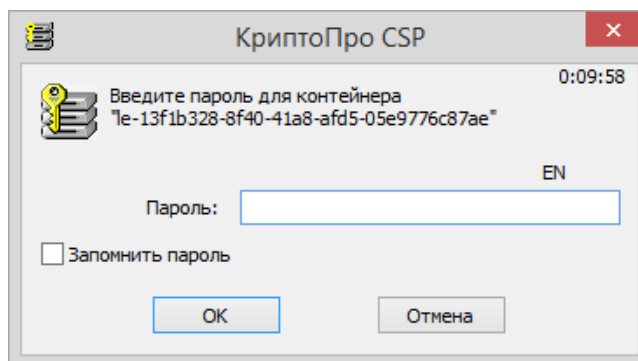 КриптоПро CSP
0:09:58
Введите пароль для контейнера
"le-13f1b328-8f40-41a8-afd5-05e9776c87ae"
EN
Пароль:
Запомнить пароль
OK
Отмена